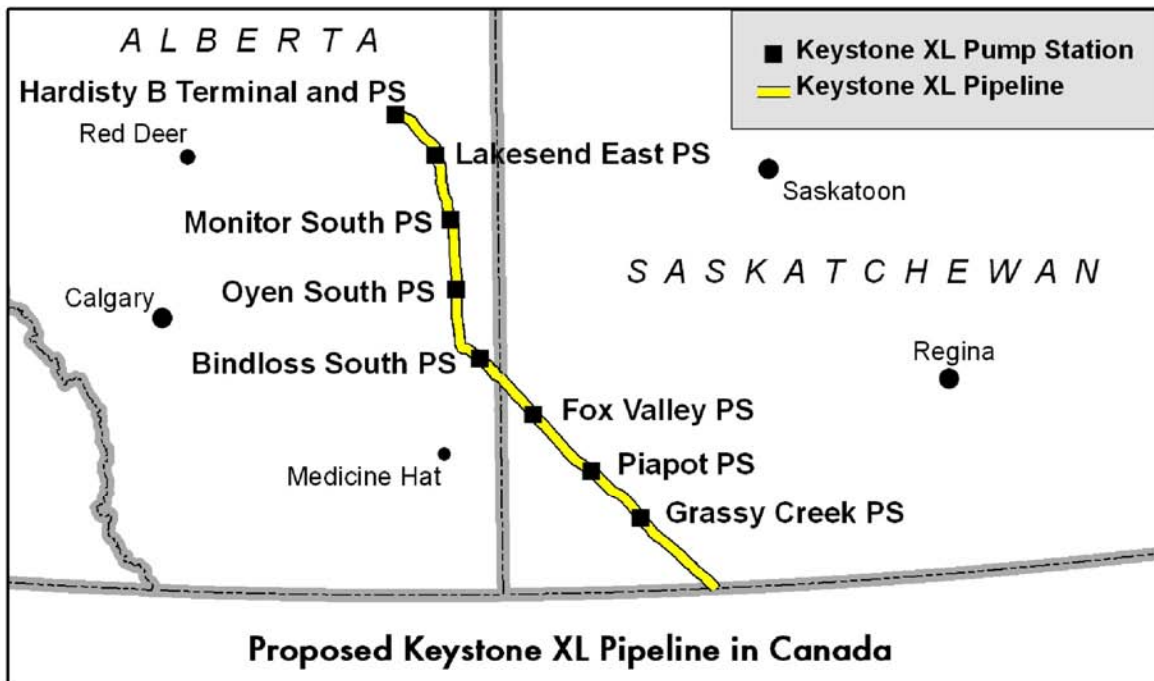 A L B E R T A
Keystone XL Pump Station
Keystone XL Pipeline
Hardisty B Terminal and PS
Red Deer
Lakesend East PS
Saskatoon
Monitor South PS
S A S K A T C H E W A N
Oyen South PS
Calgary
Bindloss South PS
Regina
Fox Valley PS
Medicine Hat
Piapot PS
Grassy Creek PS
Proposed Keystone XL Pipeline in Canada